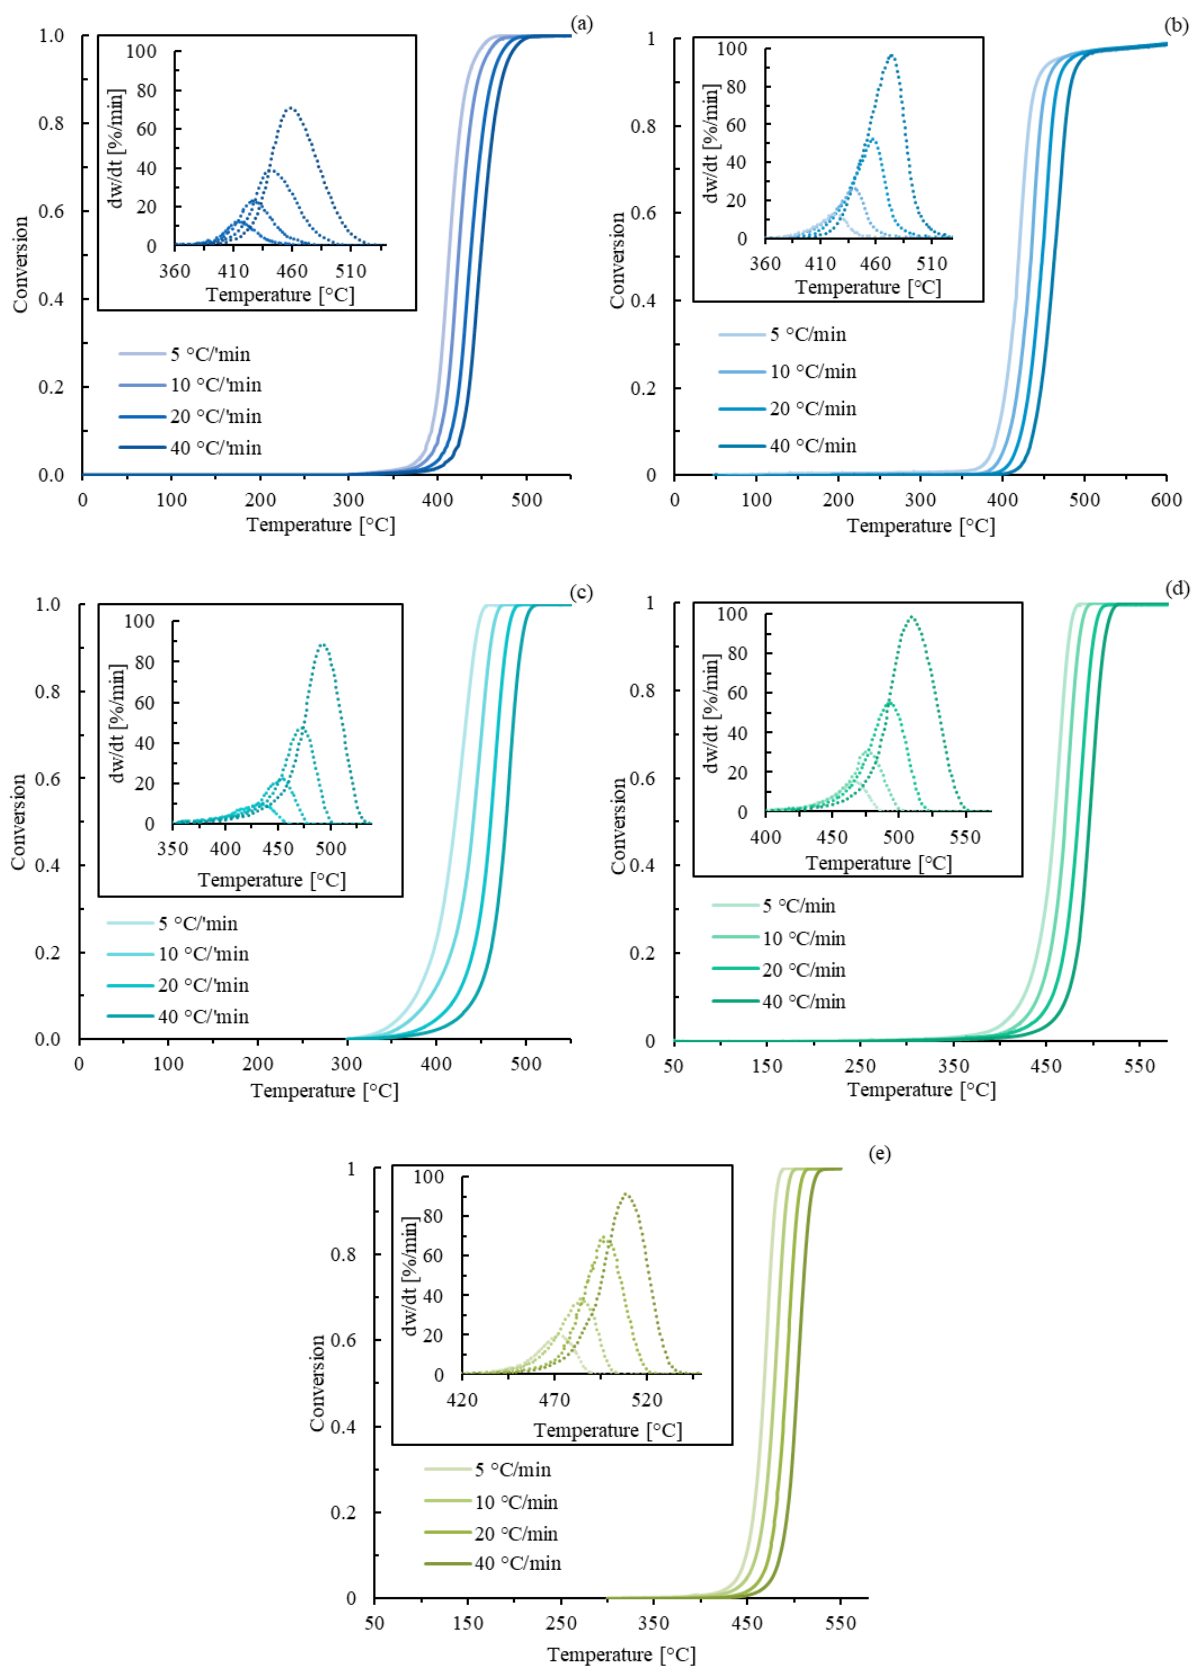 (a)
1.0
0.8
0.6
0.4
0.2
0.0
Conversion
100
80
60
40
20
0
dw/dt [%/min]
360 410 460 510
Temperature [°C]
5 °C/'min
10 °C/'min
20 °C/'min
40 °C/'min
0 100 200 300 400 500
Temperature [°C]
(b)
1
0.8
0.6
0.4
0.2
0
Conversion
100
80
60
40
20
0
dw/dt [%/min]
360 410 460 510
Temperature [°C]
5 °C/min
10 °C/min
20 °C/min
40 °C/min
0 100 200 300 400 500 600
Temperature [°C]
(c)
1.0
0.8
0.6
0.4
0.2
0.0
Conversion
100
80
60
40
20
0
dw/dt [%/min]
350 400 450 500
Temperature [°C]
5 °C/'min
10 °C/'min
20 °C/'min
40 °C/'min
0 100 200 300 400 500
Temperature [°C]
(d)
1
0.8
0.6
0.4
0.2
0
Conversion
100
80
60
40
20
0
dw/dt [%/min]
400 450 500 550
Temperature [°C]
5 °C/min
10 °C/min
20 °C/min
40 °C/min
50 150 250 350 450 550
Temperature [°C]
(e)
1
0.8
0.6
0.4
0.2
0
Conversion
100
80
60
40
20
0
dw/dt [%/min]
420 470 520
Temperature [°C]
5 °C/min
10 °C/min
20 °C/min
40 °C/min
50 150 250 350 450 550
Temperature [°C]